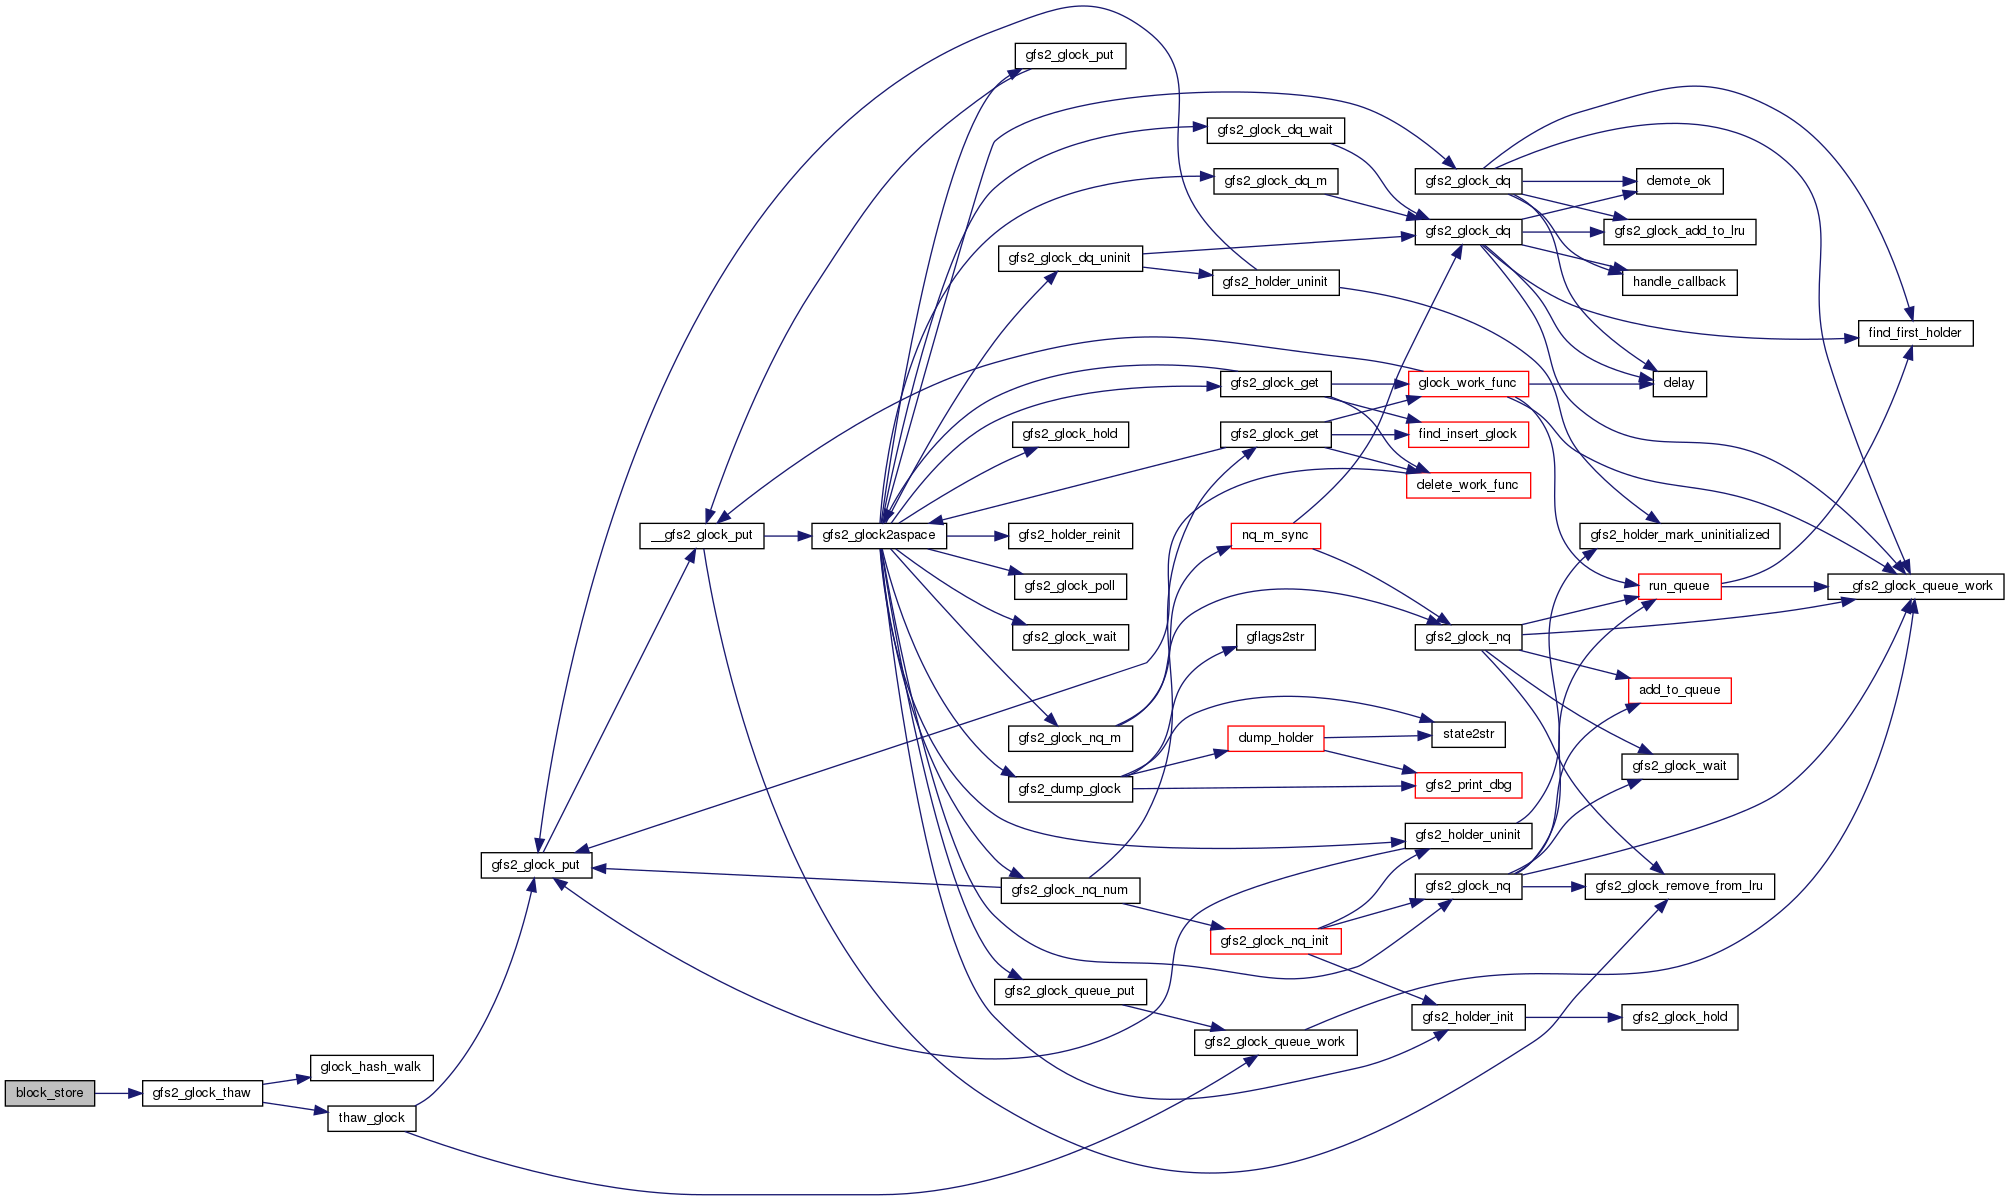 gfs2_glock_put
gfs2_glock_dq_wait
gfs2_glock_dq_m
gfs2_glock_dq
demote_ok
gfs2_glock_dq
gfs2_glock_add_to_lru
gfs2_glock_dq_uninit
gfs2_holder_uninit
handle_callback
find_first_holder
gfs2_glock_get
glock_work_func
delay
gfs2_glock_hold
gfs2_glock_get
find_insert_glock
delete_work_func
__gfs2_glock_put
gfs2_glock2aspace
gfs2_holder_reinit
nq_m_sync
gfs2_holder_mark_uninitialized
gfs2_glock_poll
run_queue
__gfs2_glock_queue_work
gfs2_glock_wait
gflags2str
gfs2_glock_nq
add_to_queue
gfs2_glock_nq_m
dump_holder
state2str
gfs2_glock_wait
gfs2_dump_glock
gfs2_print_dbg
gfs2_holder_uninit
gfs2_glock_put
gfs2_glock_nq_num
gfs2_glock_nq
gfs2_glock_remove_from_lru
gfs2_glock_nq_init
gfs2_glock_queue_put
gfs2_holder_init
gfs2_glock_hold
gfs2_glock_queue_work
glock_hash_walk
block_store
gfs2_glock_thaw
thaw_glock